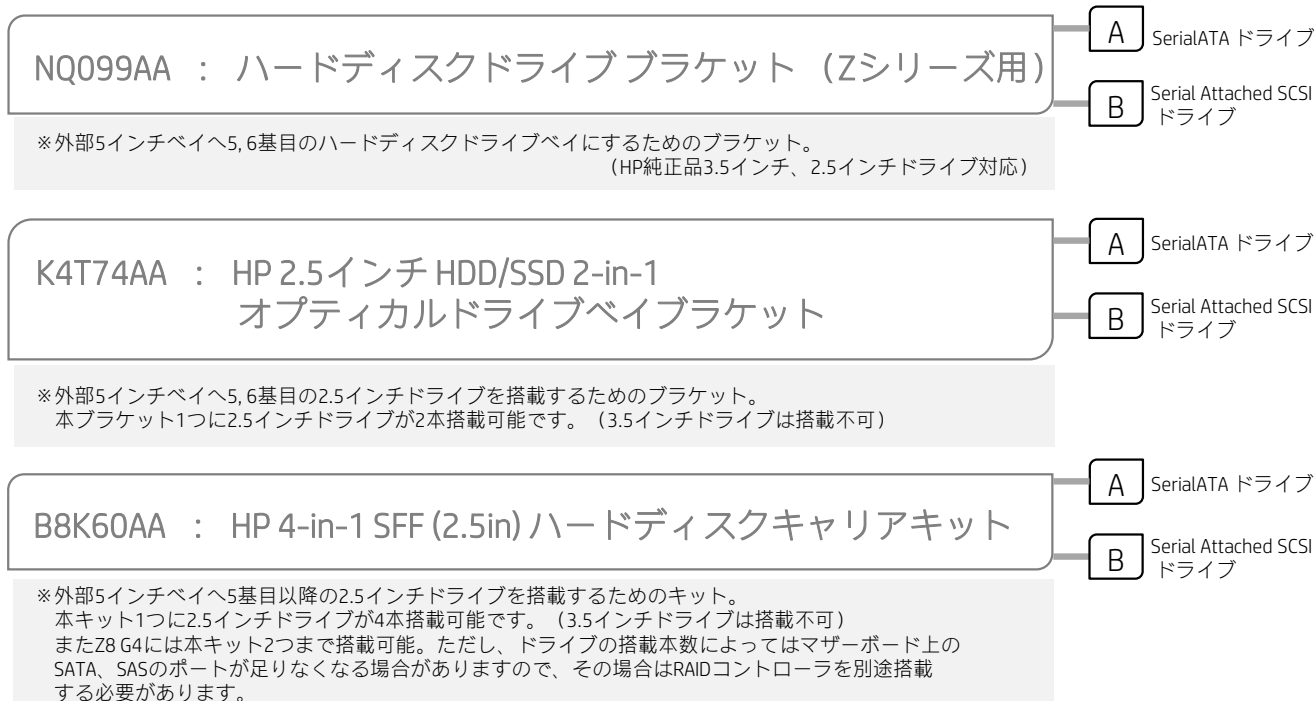 NQ099AA : ハードディスクドライブ ブラケット （Zシリーズ用）
A SerialATA ドライブ
B Serial Attached SCSI
ドライブ
※外部5インチベイへ5, 6基目のハードディスクドライブベイにするためのブラケット。
（HP純正品3.5インチ、2.5インチドライブ対応）
K4T74AA : HP 2.5インチ HDD/SSD 2-in-1
オプティカルドライブベイブラケット
A SerialATA ドライブ
B Serial Attached SCSI
ドライブ
※外部5インチベイへ5, 6基目の2.5インチドライブを搭載するためのブラケット。
本ブラケット1つに2.5インチドライブが2本搭載可能です。（3.5インチドライブは搭載不可）
B8K60AA : HP 4-in-1 SFF (2.5in) ハードディスクキャリアキット
A SerialATA ドライブ
B Serial Attached SCSI
ドライブ
※外部5インチベイへ5基目以降の2.5インチドライブを搭載するためのキット。
本キット1つに2.5インチドライブが4本搭載可能です。（3.5インチドライブは搭載不可）
またZ8 G4には本キット2つまで搭載可能。ただし、ドライブの搭載本数によってはマザーボード上の
SATA、SASのポートが足りなくなる場合がありますので、その場合はRAIDコントローラを別途搭載
する必要があります。